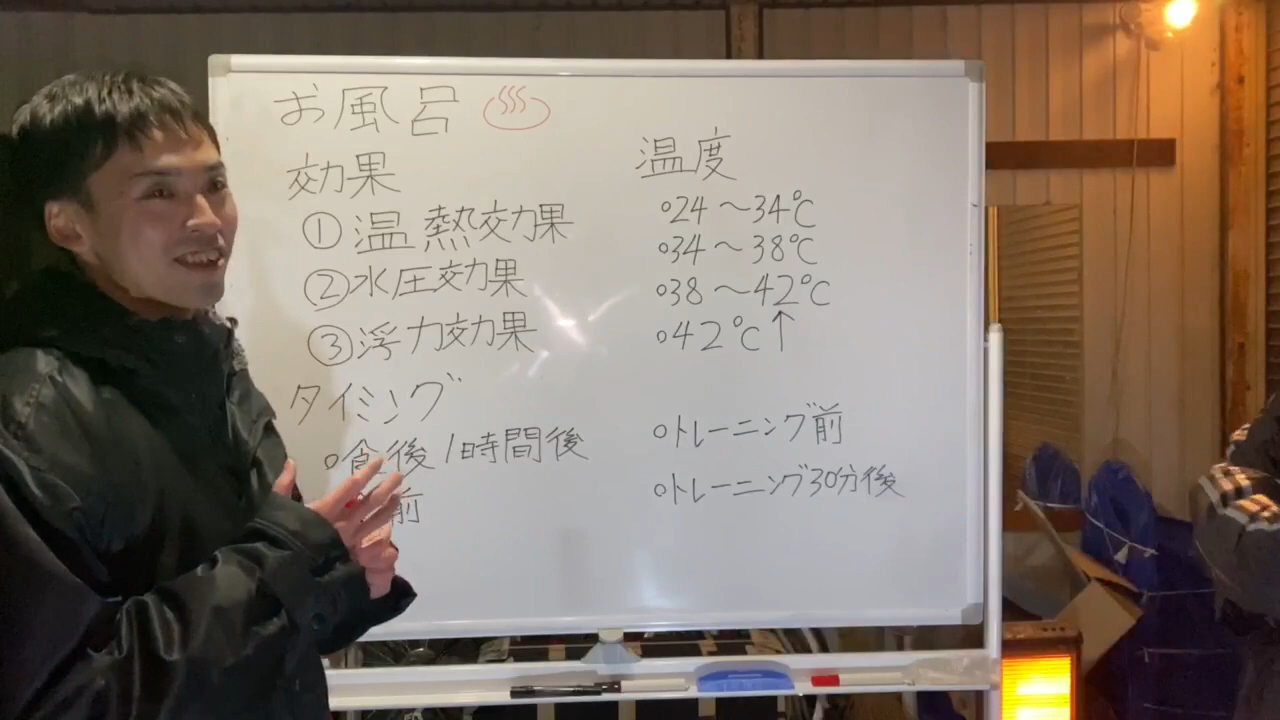 お風呂 ♨
効果
①温熱効果
②水圧効果
③浮力効果
タイミング
○食後1時間後
前
温度
○24～34℃
○34～38℃
○38～42℃
○42℃↑
○トレーニング前
○トレーニング30分後